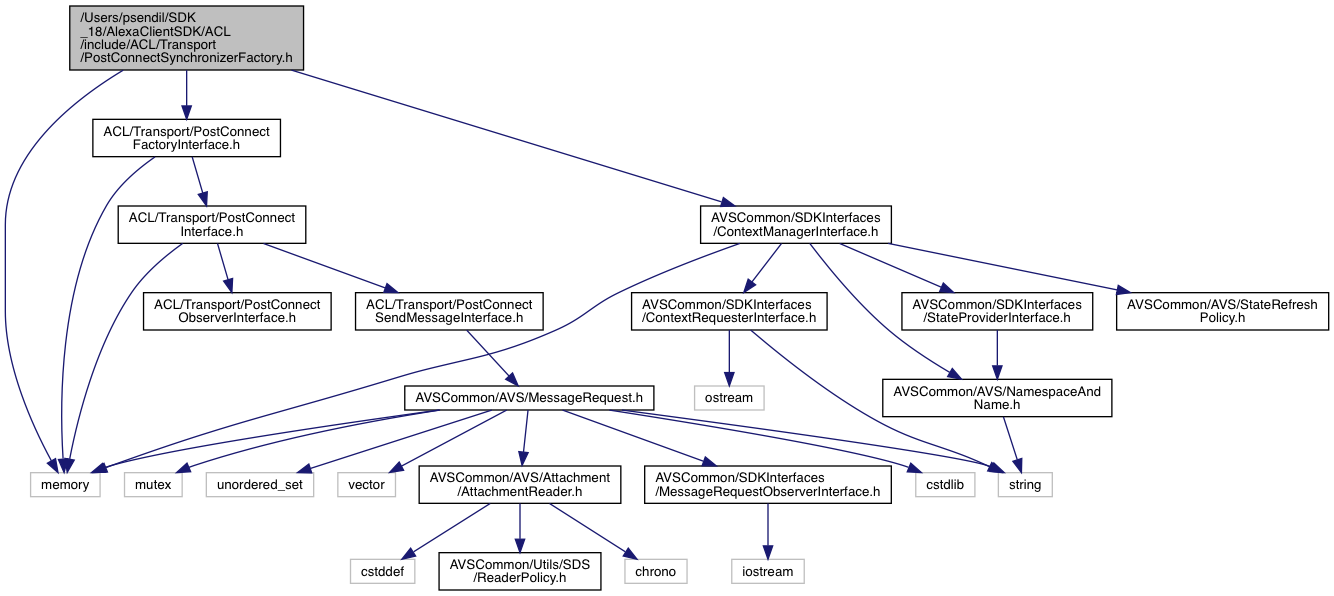 /Users/psendil/SDK
_18/AlexaClientSDK/ACL
/include/ACL/Transport
/PostConnectSynchronizerFactory.h
ACL/Transport/PostConnect
FactoryInterface.h
ACL/Transport/PostConnect
Interface.h
AVSCommon/SDKInterfaces
/ContextManagerInterface.h
ACL/Transport/PostConnect
ObserverInterface.h
ACL/Transport/PostConnect
SendMessageInterface.h
AVSCommon/SDKInterfaces
/ContextRequesterInterface.h
AVSCommon/SDKInterfaces
/StateProviderInterface.h
AVSCommon/AVS/StateRefresh
Policy.h
AVSCommon/AVS/MessageRequest.h
ostream
AVSCommon/AVS/NamespaceAnd
Name.h
memory
mutex
unordered_set
vector
AVSCommon/AVS/Attachment
/AttachmentReader.h
AVSCommon/SDKInterfaces
/MessageRequestObserverInterface.h
cstdlib
string
cstddef
AVSCommon/Utils/SDS
/ReaderPolicy.h
chrono
iostream